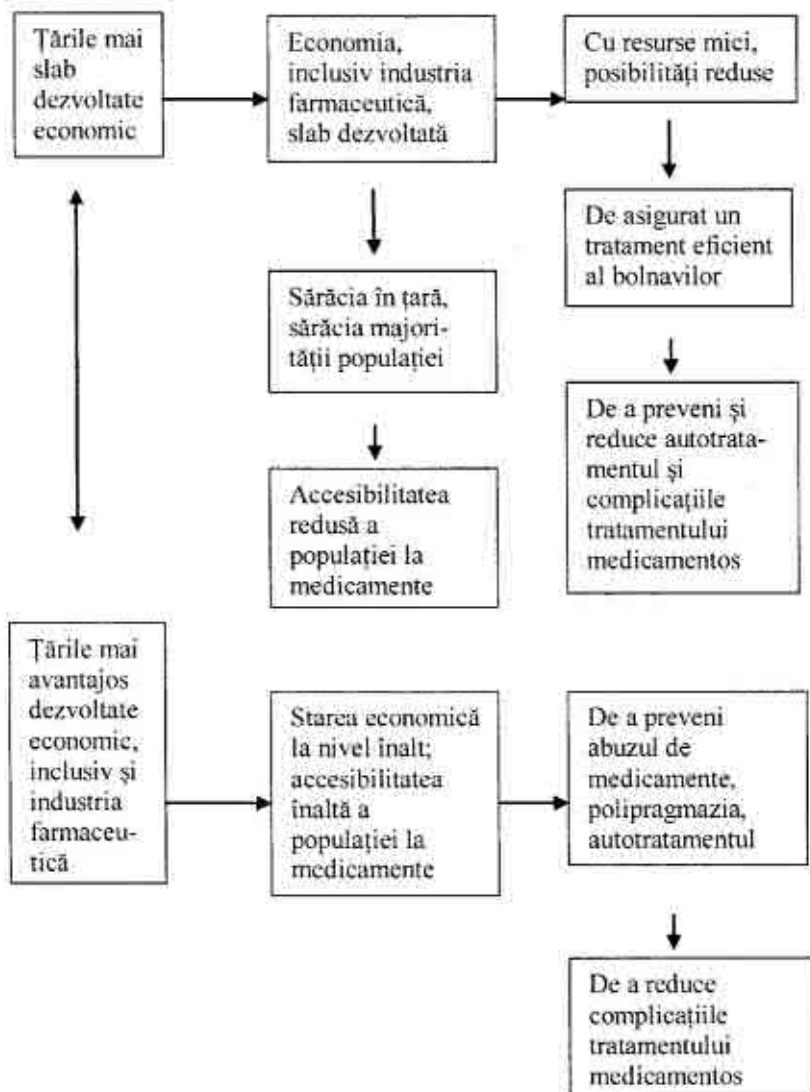 Țările mai
slab
dezvoltate
economic
Economia,
inclusiv industria
farmaceutică,
slab dezvoltată
Cu resurse mici,
posibilități reduse
De asigurat un
tratament eficient
al bolnavilor
Sărăcia în țară,
sărăcia majori-
tății populației
De a preveni și
reduce autotrata-
mentul și
complicațiile
tratamentului
medicamentos
Accesibilitatea
redusă a
populației la
medicamente
Țările mai
avantajos
dezvoltate
economic,
inclusiv și
industria
farmaceu-
tică
Starea economică
la nivel înalt;
accesibilitatea
înaltă a
populației la
medicamente
De a preveni
abuzul de
medicamente,
polipragmazia,
autotratamentul
De a reduce
complicațiile
tratamentului
medicamentos